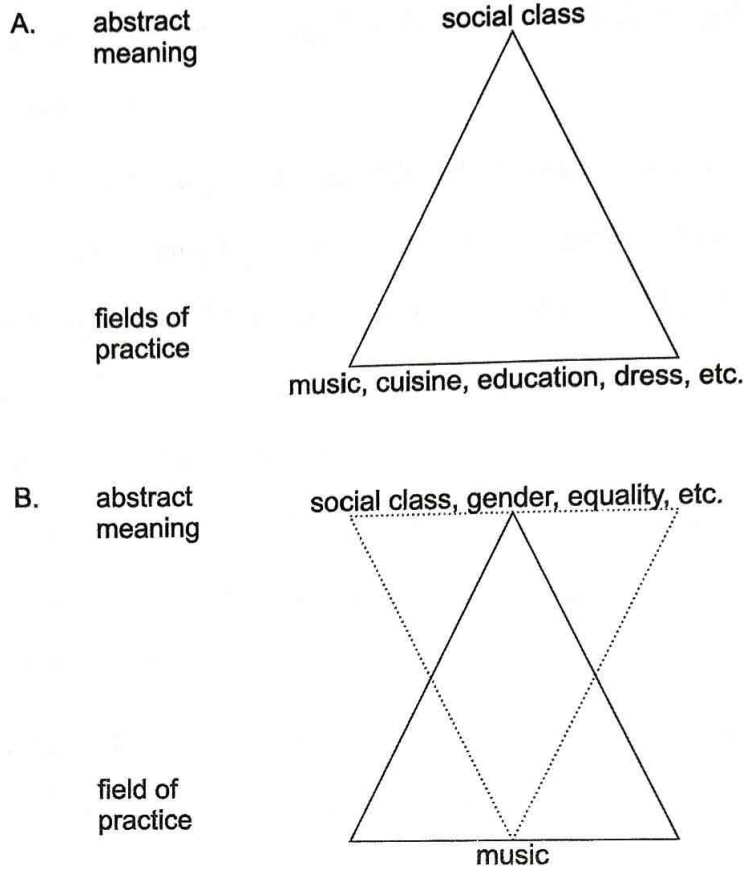 A. abstract meaning
social class
fields of practice
music, cuisine, education, dress, etc.
B. abstract meaning
social class, gender, equality, etc.
field of practice
music